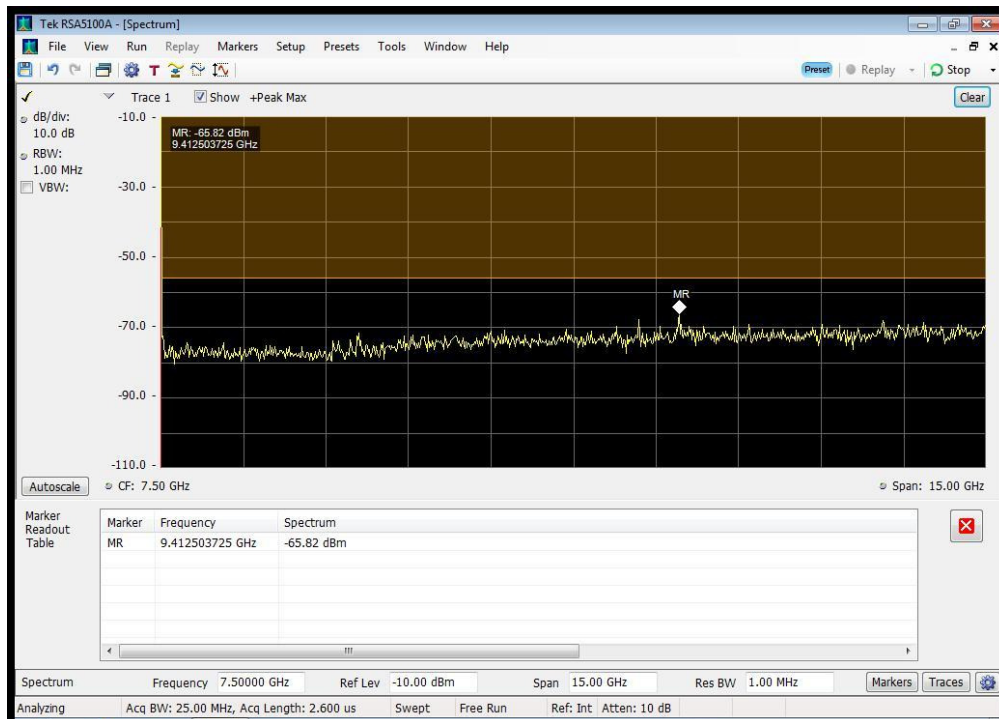 Tek RSA5100A - [Spectrum]
File View Run Replay Markers Setup Presets Tools Window Help
T Preset Replay Stop
Trace 1 Show +Peak Max Clear
dB/div:
10.0 dB
RBW:
1.00 MHz
VBW:
-10.0
MR: -65.82 dBm
9.412503725 GHz
-30.0
-50.0
MR
-70.0
-90.0
-110.0
Autoscale CF: 7.50 GHz Span: 15.00 GHz
Marker
Readout
Table
Marker Frequency Spectrum
MR 9.412503725 GHz -65.82 dBm
Spectrum Frequency 7.50000 GHz Ref Lev -10.00 dBm Span 15.00 GHz Res BW 1.00 MHz Markers Traces
Analyzing Acq BW: 25.00 MHz, Acq Length: 2.600 us Swept Free Run Ref: Int Atten: 10 dB